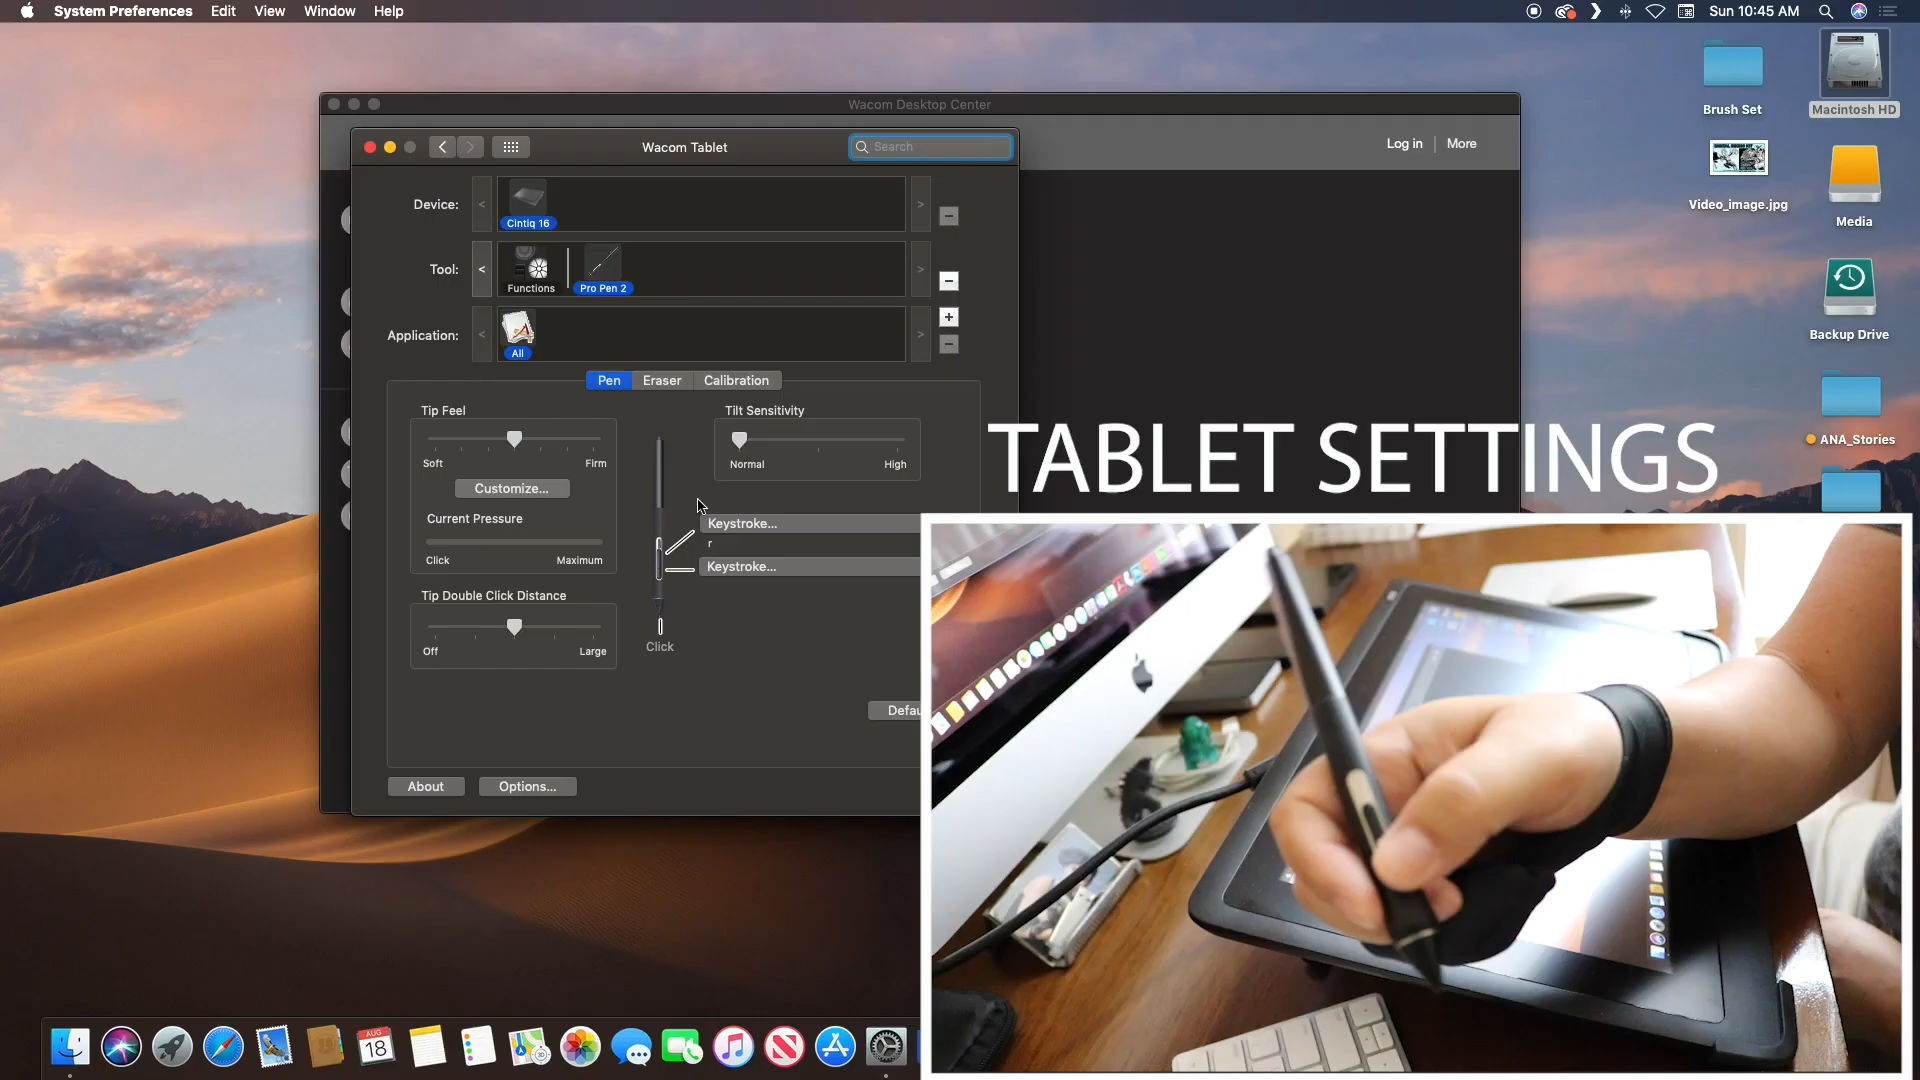 System Preferences Edit View Window Help
Sun 10:45 AM
Wacom Desktop Center
Log in More
Wacom Tablet
Search
Device:
Cintiq 16
Tool:
Functions
Pro Pen 2
Application:
All
Pen Eraser Calibration
Tip Feel
Soft Firm
Customize...
Current Pressure
Click Maximum
Tip Double Click Distance
Off Large
Tilt Sensitivity
Normal High
Keystroke...
r
Keystroke...
Click
Defau
About Options...
Brush Set
Macintosh HD
Video_image.jpg
Media
Backup Drive
ANA_Stories
TABLET SETTINGS
AUG
18